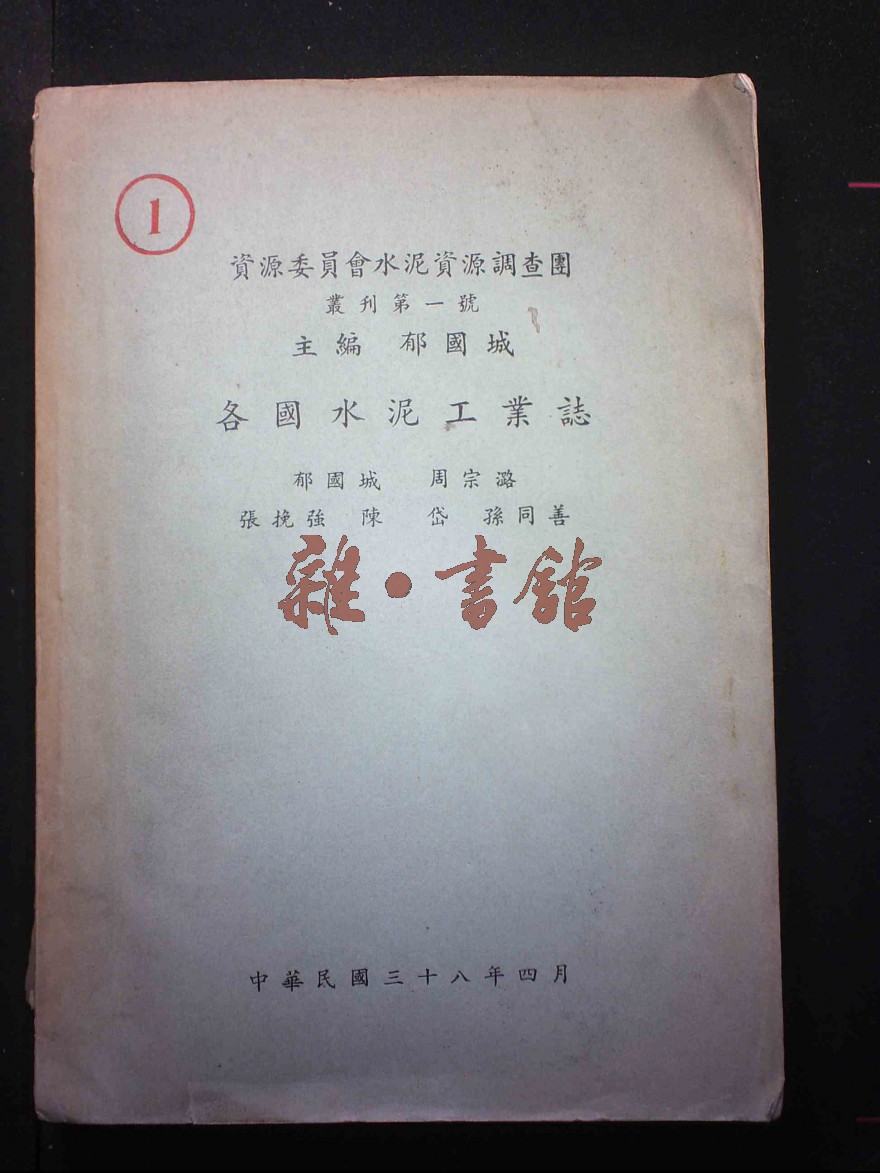 1
資源委員會水泥資源調查團
叢刊第一號
主編 郁國城
各國水泥工業誌
郁國城 周宗潞
張挽強 陳岱 孫同善
雜·書館
中華民國三十八年四月